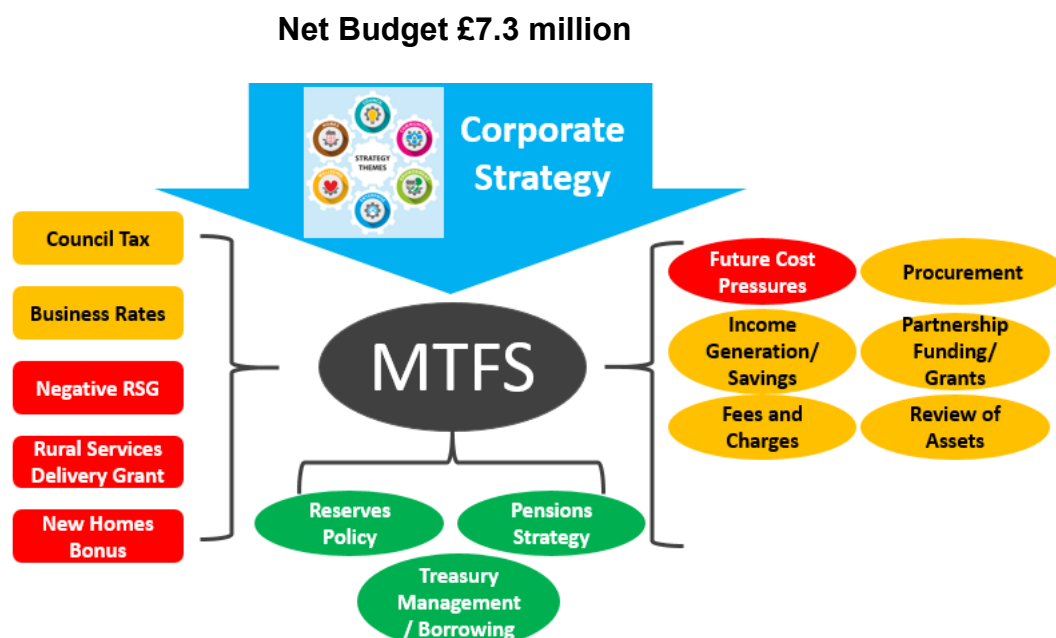 Net Budget £7.3 million
Corporate
Strategy
STRATEGY
THEMES
Council Tax
Business Rates
Negative RSG
Rural Services
Delivery Grant
New Homes
Bonus
MTFS
Future Cost
Pressures
Procurement
Income
Generation/
Savings
Partnership
Funding/
Grants
Fees and
Charges
Review of
Assets
Reserves
Policy
Pensions
Strategy
Treasury
Management
/ Borrowing